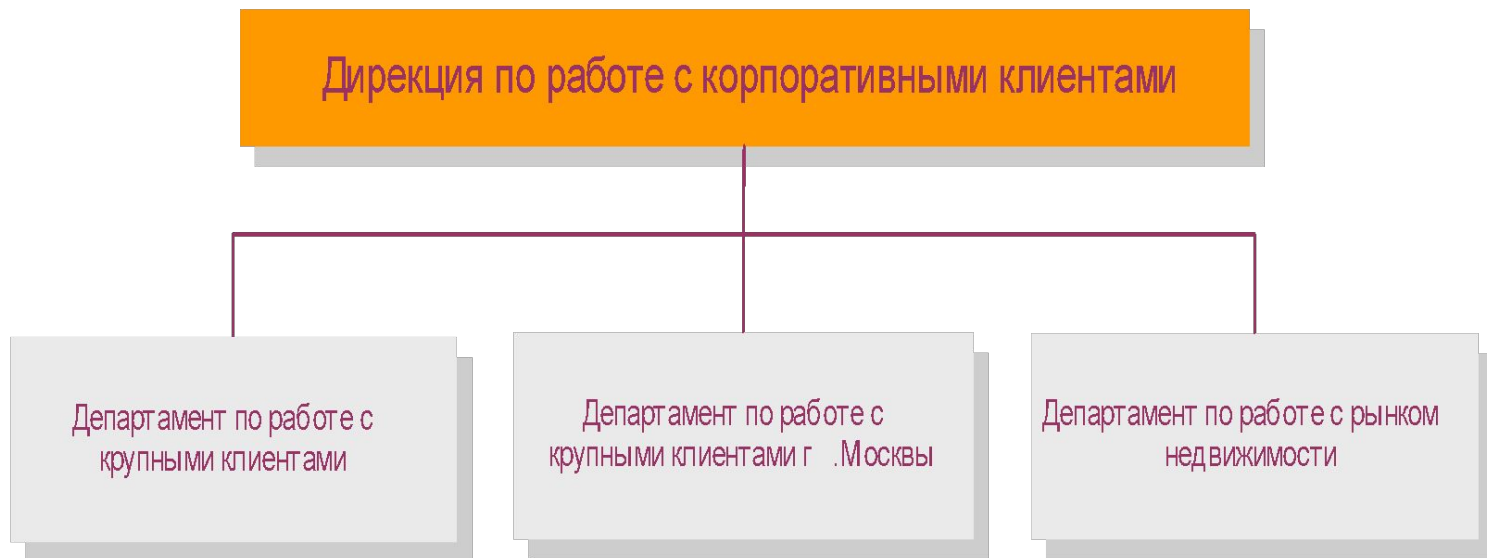 Дирекция по работе с корпоративными клиентами
Департамент по работе с
крупными клиентами
Департамент по работе с
крупными клиентами г .Москвы
Департамент по работе с рынком
недвижимости